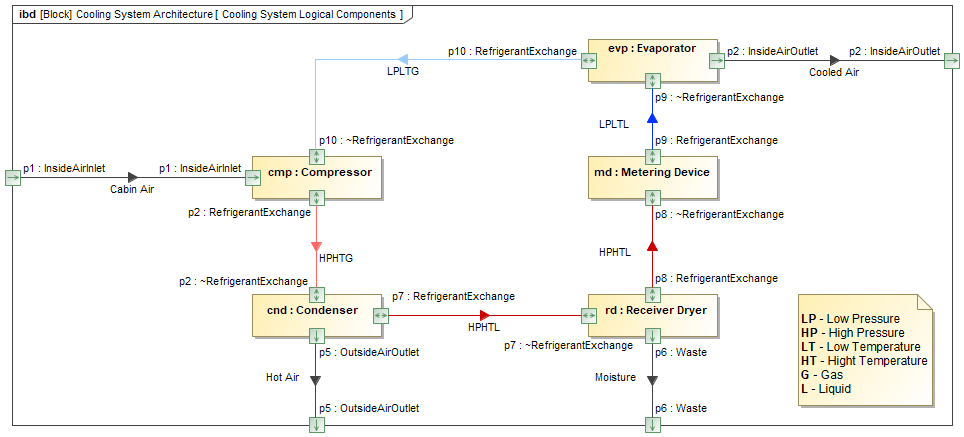 ibd [Block] Cooling System Architecture [ Cooling System Logical Components ]
p10 : RefrigerantExchange
evp : Evaporator
p2 : InsideAirOutlet
p2 : InsideAirOutlet
LPLTG
Cooled Air
p9 : ~RefrigerantExchange
LPLTL
p10 : ~RefrigerantExchange
p9 : RefrigerantExchange
p1 : InsideAirInlet
p1 : InsideAirInlet
cmp : Compressor
md : Metering Device
Cabin Air
p2 : RefrigerantExchange
p8 : ~RefrigerantExchange
HPHTG
HPHTL
p2 : ~RefrigerantExchange
p8 : RefrigerantExchange
p7 : RefrigerantExchange
cnd : Condenser
rd : Receiver Dryer
HPHTL
p7 : ~RefrigerantExchange
p5 : OutsideAirOutlet
p6 : Waste
Hot Air
Moisture
p5 : OutsideAirOutlet
p6 : Waste
LP - Low Pressure
HP - High Pressure
LT - Low Temperature
HT - Hight Temperature
G - Gas
L - Liquid